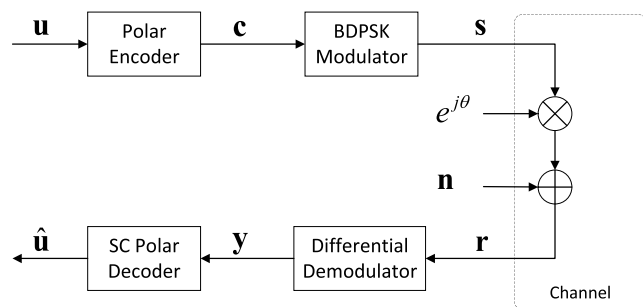 u
Polar
Encoder
c
BDPSK
Modulator
s
e^{jθ}
n
û
SC Polar
Decoder
y
Differential
Demodulator
r
Channel